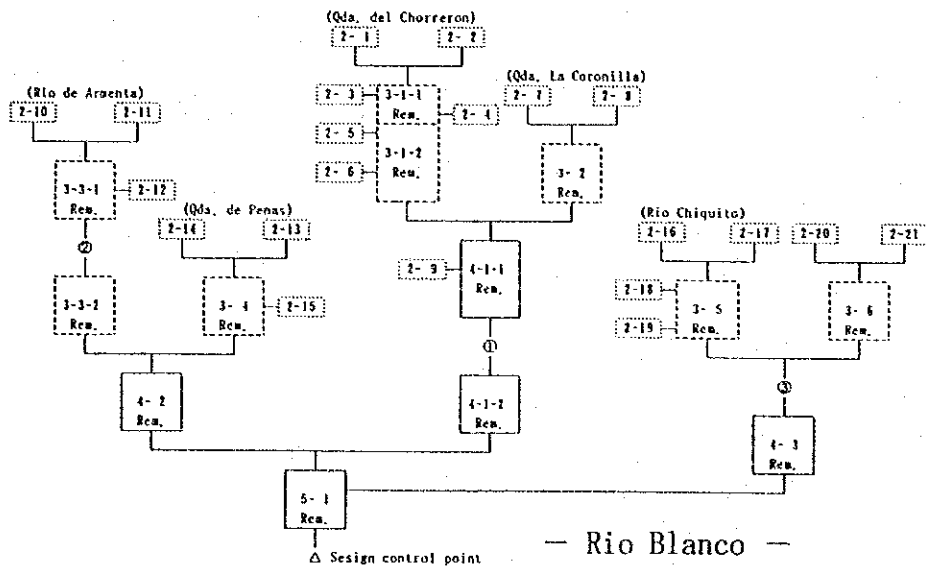 (Qda. del Chorreron)
2- 1
2- 2
(Qda. La Coronilla)
2- 7
2- 8
2- 3
3-1-1
Rem.
2- 4
2- 5
3-1-2
Rem.
2- 6
3- 2
Rem.
(Rio de Armenta)
2-10
2-11
3-3-1
Rem.
2-12
②
3-3-2
Rem.
(Qda. de Penas)
2-14
2-13
3- 4
Rem.
2-15
2- 9
4-1-1
Rem.
①
(Rio Chiquito)
2-16
2-17
2-20
2-21
2-18
3- 5
Rem.
2-19
3- 6
Rem.
③
4- 2
Rem.
4-1-2
Rem.
4- 3
Rem.
5- 1
Rem.
△ Sesign control point
— Rio Blanco —